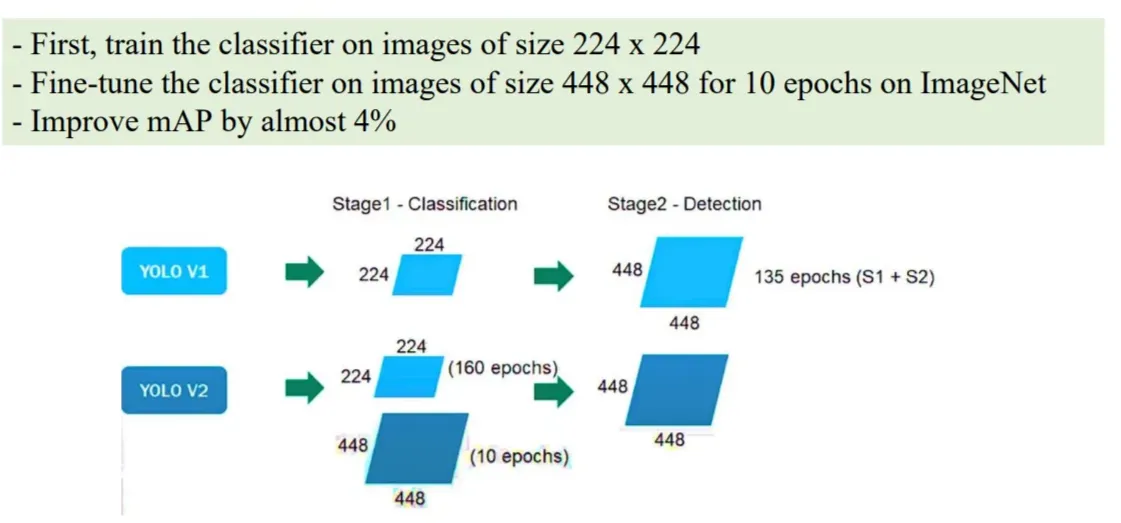 - First, train the classifier on images of size 224 x 224
- Fine-tune the classifier on images of size 448 x 448 for 10 epochs on ImageNet
- Improve mAP by almost 4%
Stage1 - Classification
Stage2 - Detection
YOLO V1
224
224
448
448
135 epochs (S1 + S2)
YOLO V2
224
224
(160 epochs)
448
448
(10 epochs)
448
448